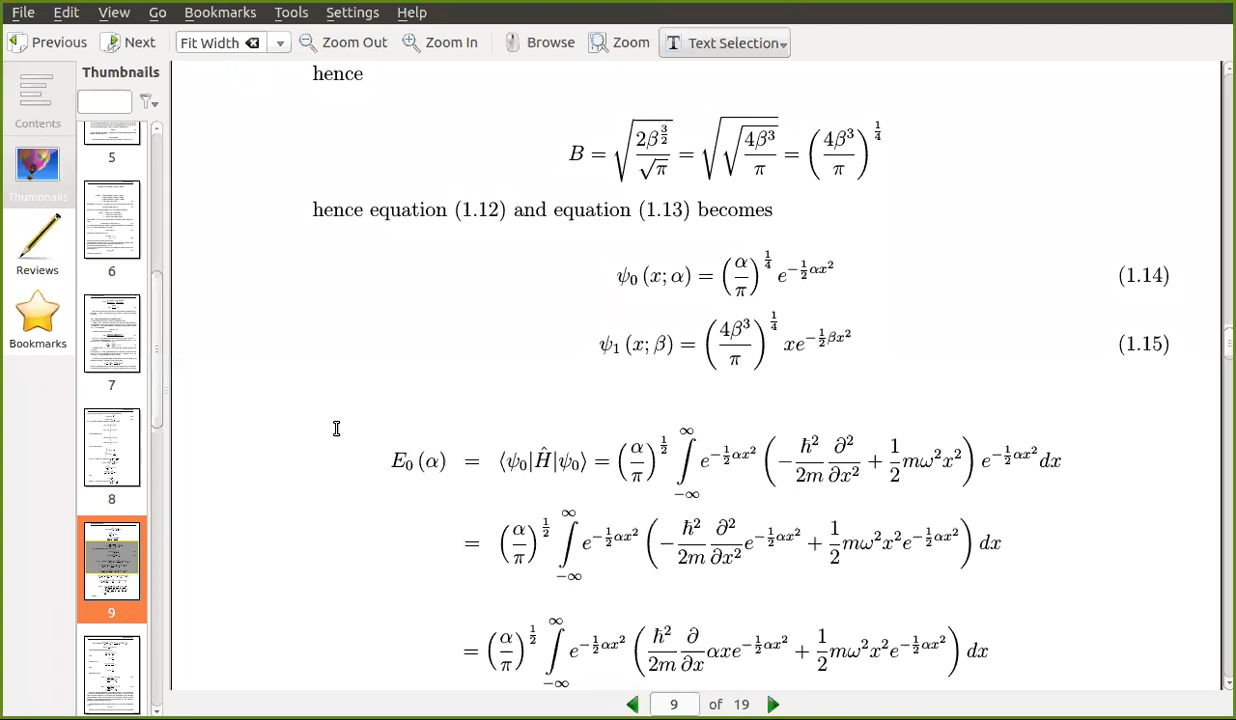 File Edit View Go Bookmarks Tools Settings Help
Previous Next Fit Width Zoom Out Zoom In Browse Zoom Text Selection
Thumbnails
Contents
Thumbnails
Reviews
Bookmarks
5
6
7
8
9
hence
B = √(2β^{3/2}/√π) = √(√(4β³/π)) = (4β³/π)^{1/4}
hence equation (1.12) and equation (1.13) becomes
ψ₀ (x; α) = (α/π)^{1/4} e^{-½αx²} (1.14)
ψ₁ (x; β) = (4β³/π)^{1/4} xe^{-½βx²} (1.15)
E₀ (α) = ⟨ψ₀|Ĥ|ψ₀⟩ = (α/π)^{1/2} ∫_{-∞}^{∞} e^{-½αx²} (-ħ²/2m ∂²/∂x² + ½mω²x²) e^{-½αx²} dx
= (α/π)^{1/2} ∫_{-∞}^{∞} e^{-½αx²} (-ħ²/2m ∂²/∂x² e^{-½αx²} + ½mω²x²e^{-½αx²}) dx
= (α/π)^{1/2} ∫^{∞} e^{-½αx²} (ħ²/2m ∂/∂x αxe^{-½αx²} + ½mω²x²e^{-½αx²}) dx
9 of 19